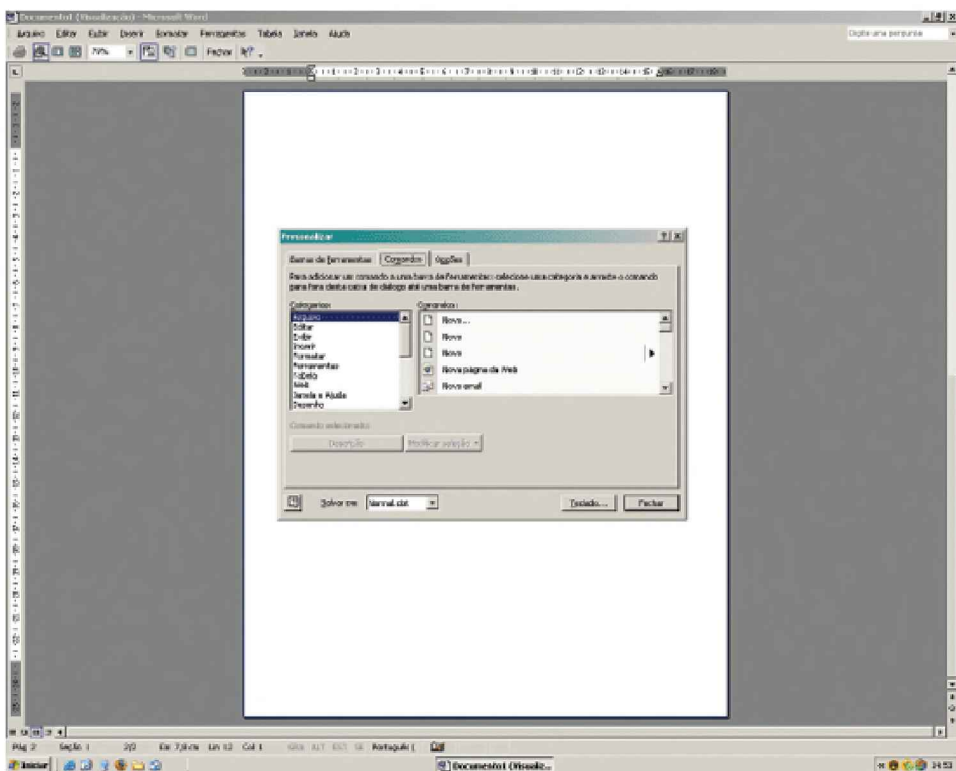 Documento1 (Visualização) - Microsoft Word
Arquivo Editar Exibir Inserir Formatar Ferramentas Tabela Janela Ajuda
Digite uma pergunta
79% Fechar
Personalizar
Barras de ferramentas Comandos Opções
Para adicionar um comando a uma barra de ferramentas: selecione uma categoria e arraste o comando
para fora desta caixa de diálogo até uma barra de ferramentas.
Categorias: Comandos:
Arquivo
Editar
Exibir
Inserir
Formatar
Ferramentas
Tabela
Web
Janela e Ajuda
Desenho
Novo...
Novo
Novo
Nova página da Web
Novo email
Comando selecionado:
Descrição Modificar seleção
Salvar em: Normal.dot Teclado... Fechar
Pág 2 Seção 1 2/2 Em 7,8cm Lin 12 Col 1 GRA ALT EST SE Português (
Iniciar Documento1 (Visualiz...